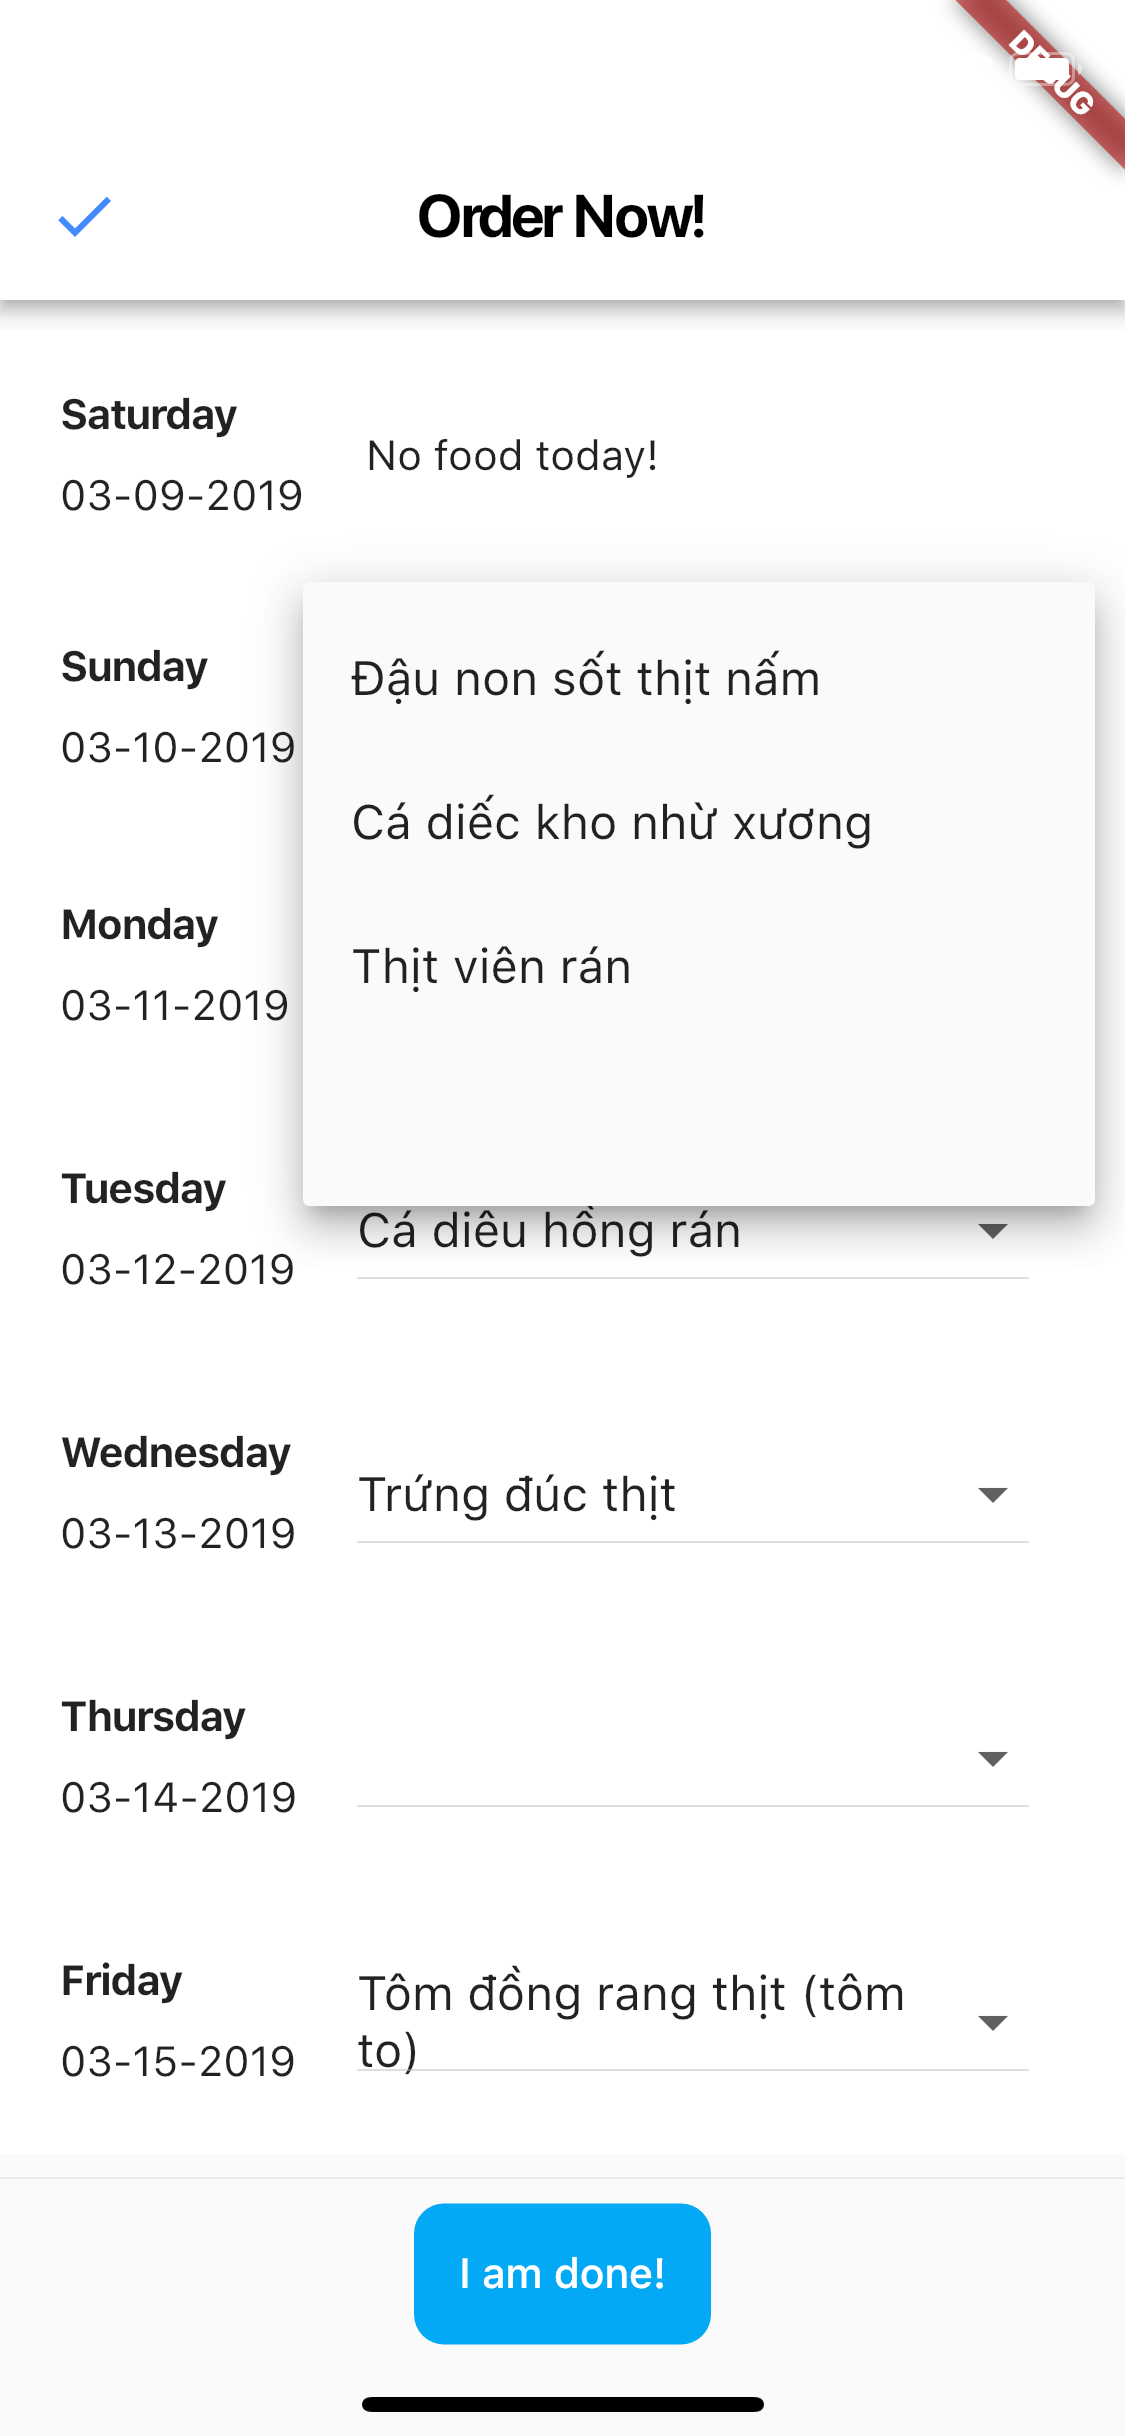 DEBUG
Order Now!
Saturday
No food today!
03-09-2019
Sunday
03-10-2019
Đậu non sốt thịt nấm
Cá diếc kho nhừ xương
Thịt viên rán
Monday
03-11-2019
Tuesday
Cá diêu hồng rán
03-12-2019
Wednesday
Trứng đúc thịt
03-13-2019
Thursday
03-14-2019
Friday
Tôm đồng rang thịt (tôm
to)
03-15-2019
I am done!